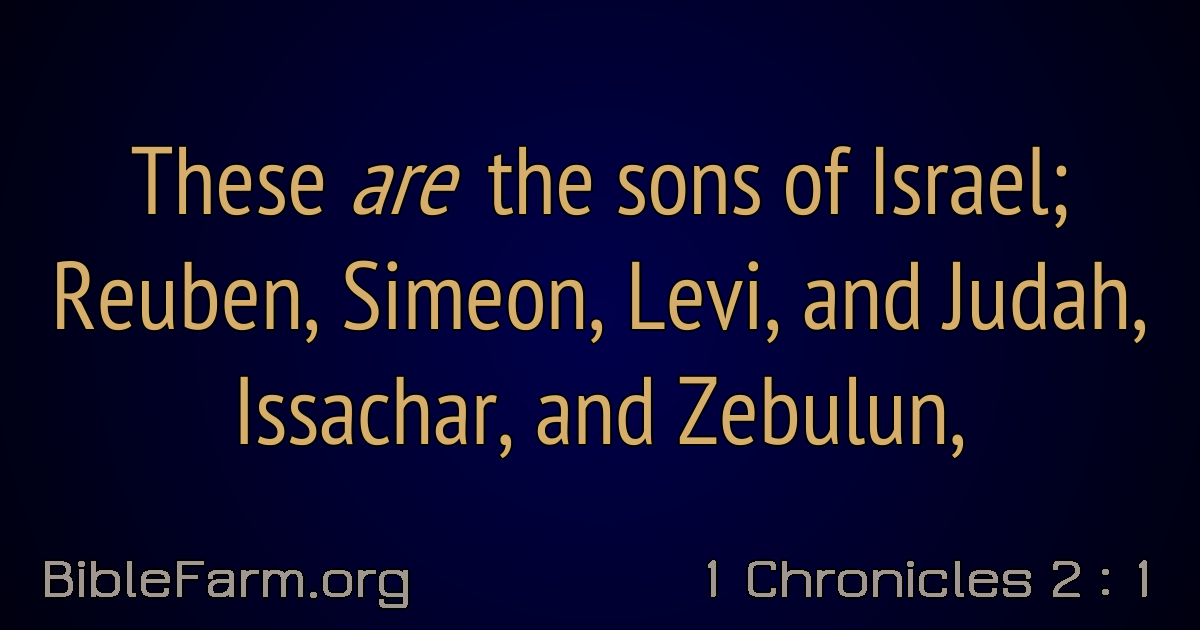 These are the sons of Israel;
Reuben, Simeon, Levi, and Judah,
Issachar, and Zebulun,
BibleFarm.org
1 Chronicles 2 : 1